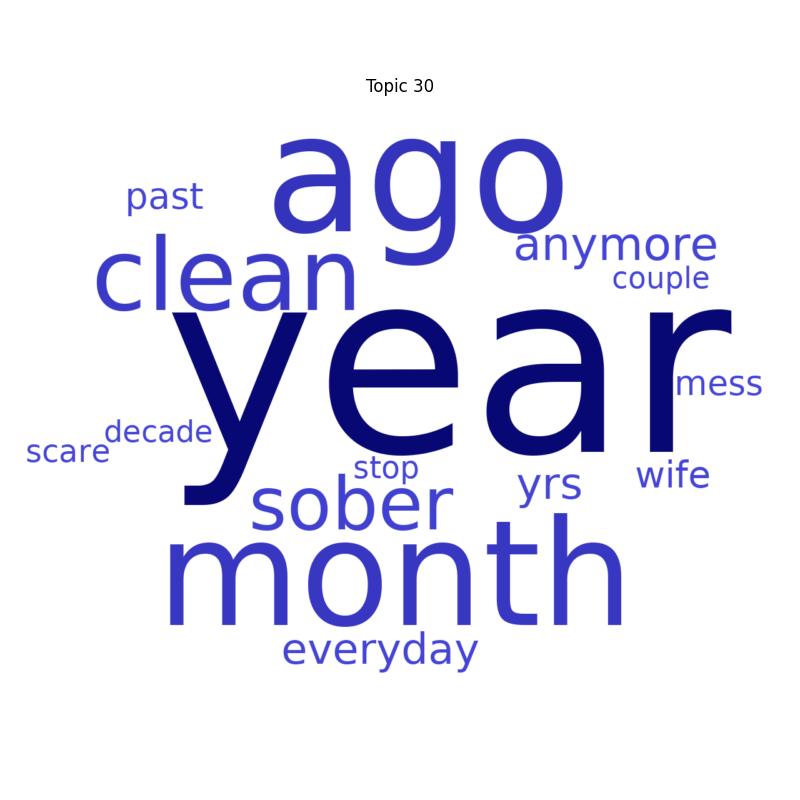 Topic 30
ago
past
anymore
clean
couple
year
mess
decade
scare
stop
wife
yrs
sober
month
everyday